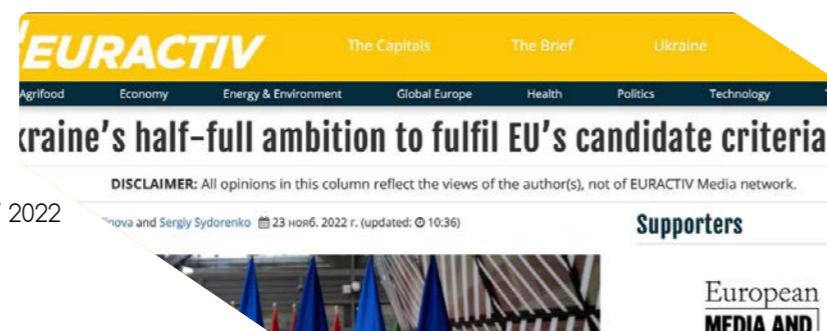 EURACTIV
The Capitals The Brief Ukraine
Agrifood Economy Energy & Environment Global Europe Health Politics Technology
kraine's half-full ambition to fulfil EU's candidate criteria
DISCLAIMER: All opinions in this column reflect the views of the author(s), not of EURACTIV Media network.
2022
nova and Sergiy Sydorenko 23 нояб. 2022 г. (updated: 10:36)
Supporters
European
MEDIA AND